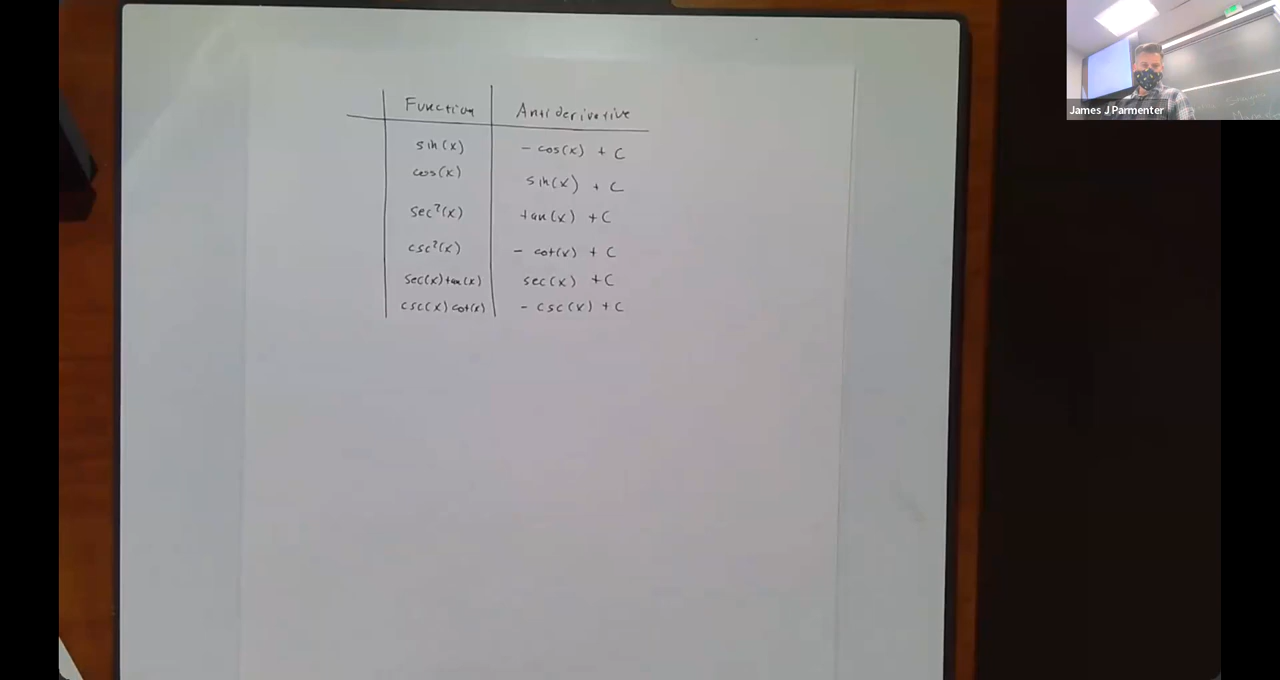 James J Parmenter
Function Antiderivative
sin(x) - cos(x) + C
cos(x) sin(x) + C
sec²(x) tan(x) + C
csc²(x) - cot(x) + C
sec(x)tan(x) sec(x) + C
csc(x)cot(x) - csc(x) + C